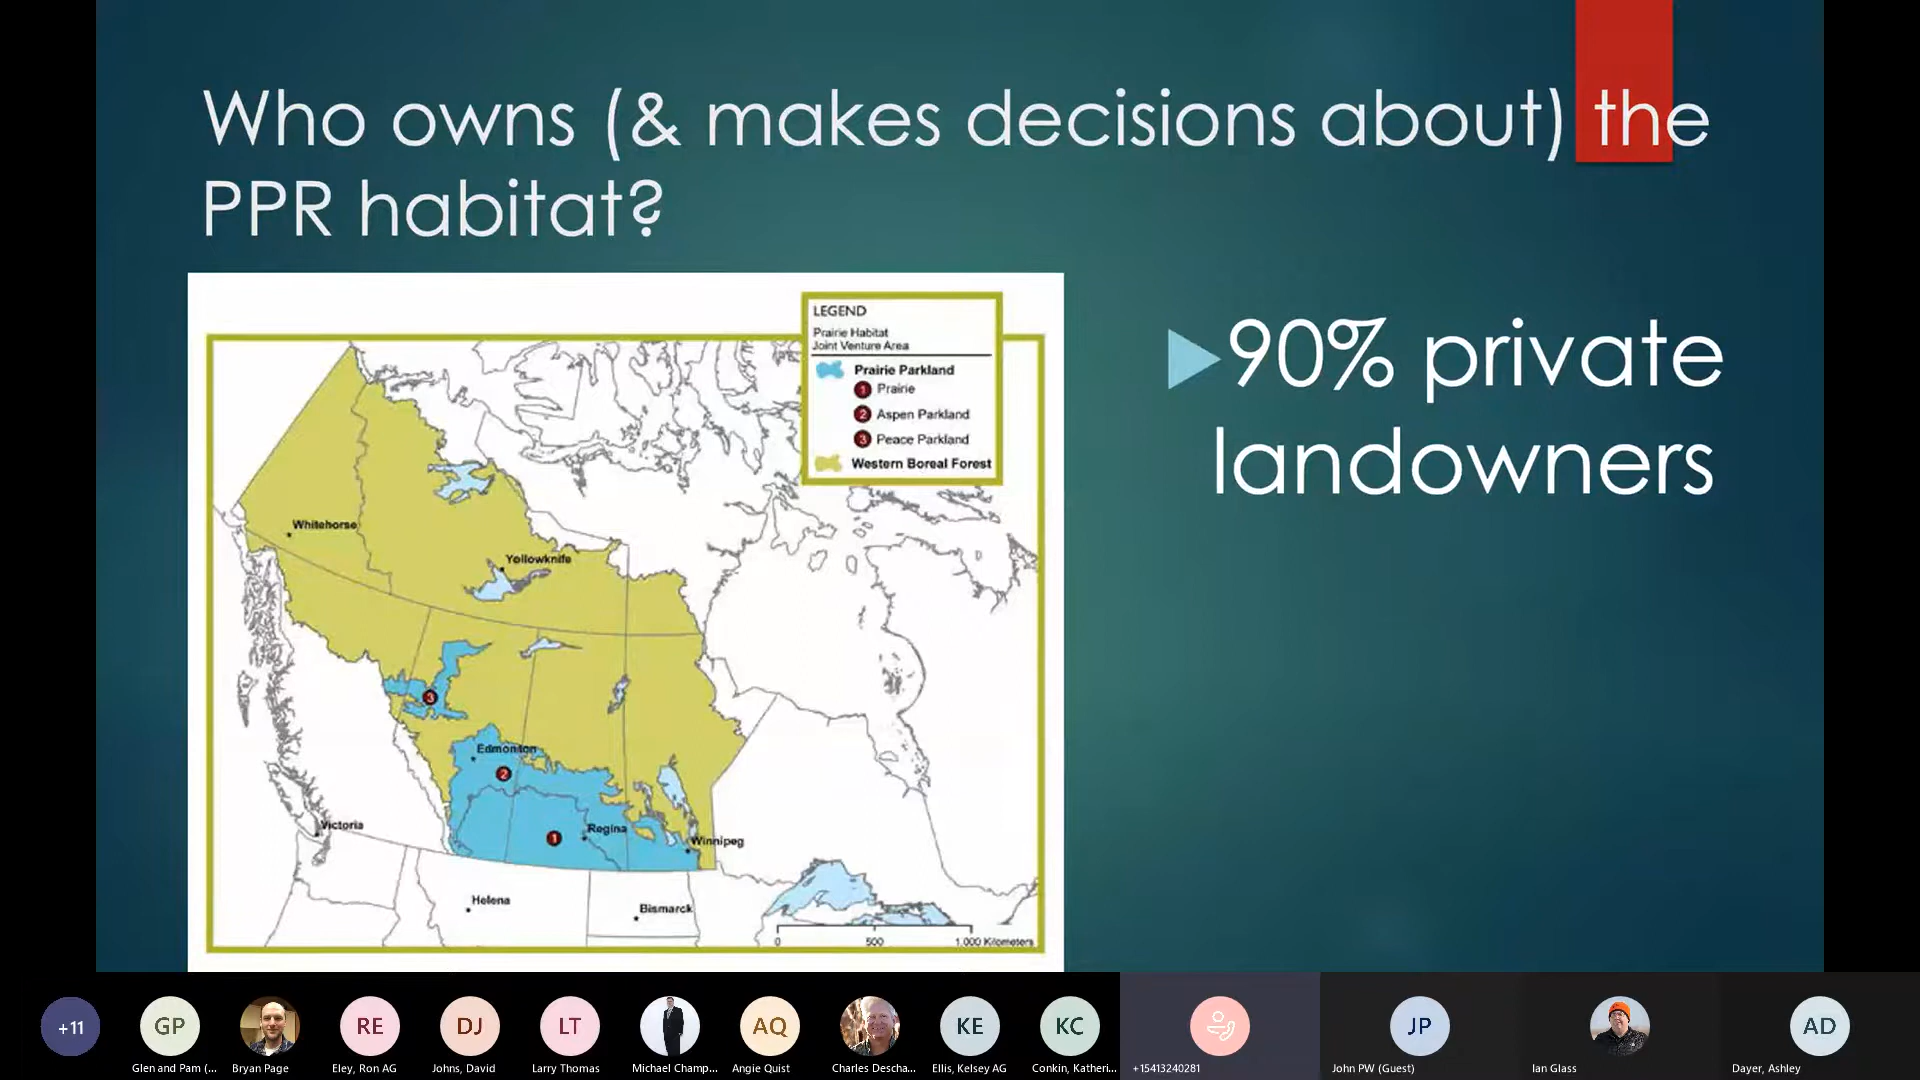 Who owns (& makes decisions about) the
PPR habitat?
90% private
landowners
LEGEND
Prairie Habitat
Joint Venture Area
Prairie Parkland
1 Prairie
2 Aspen Parkland
3 Peace Parkland
Western Boreal Forest
Whitehorse
Yellowknife
3
Edmonton
2
1
Regina
Winnipeg
Victoria
Helena
Bismarck
0 500 1,000 Kilometers
+11
GP
RE
DJ
LT
AQ
KE
KC
JP
AD
Glen and Pam (...
Bryan Page
Eley, Ron AG
Johns, David
Larry Thomas
Michael Champ...
Angie Quist
Charles Descha...
Ellis, Kelsey AG
Conkin, Katheri...
+15413240281
John PW (Guest)
Ian Glass
Dayer, Ashley